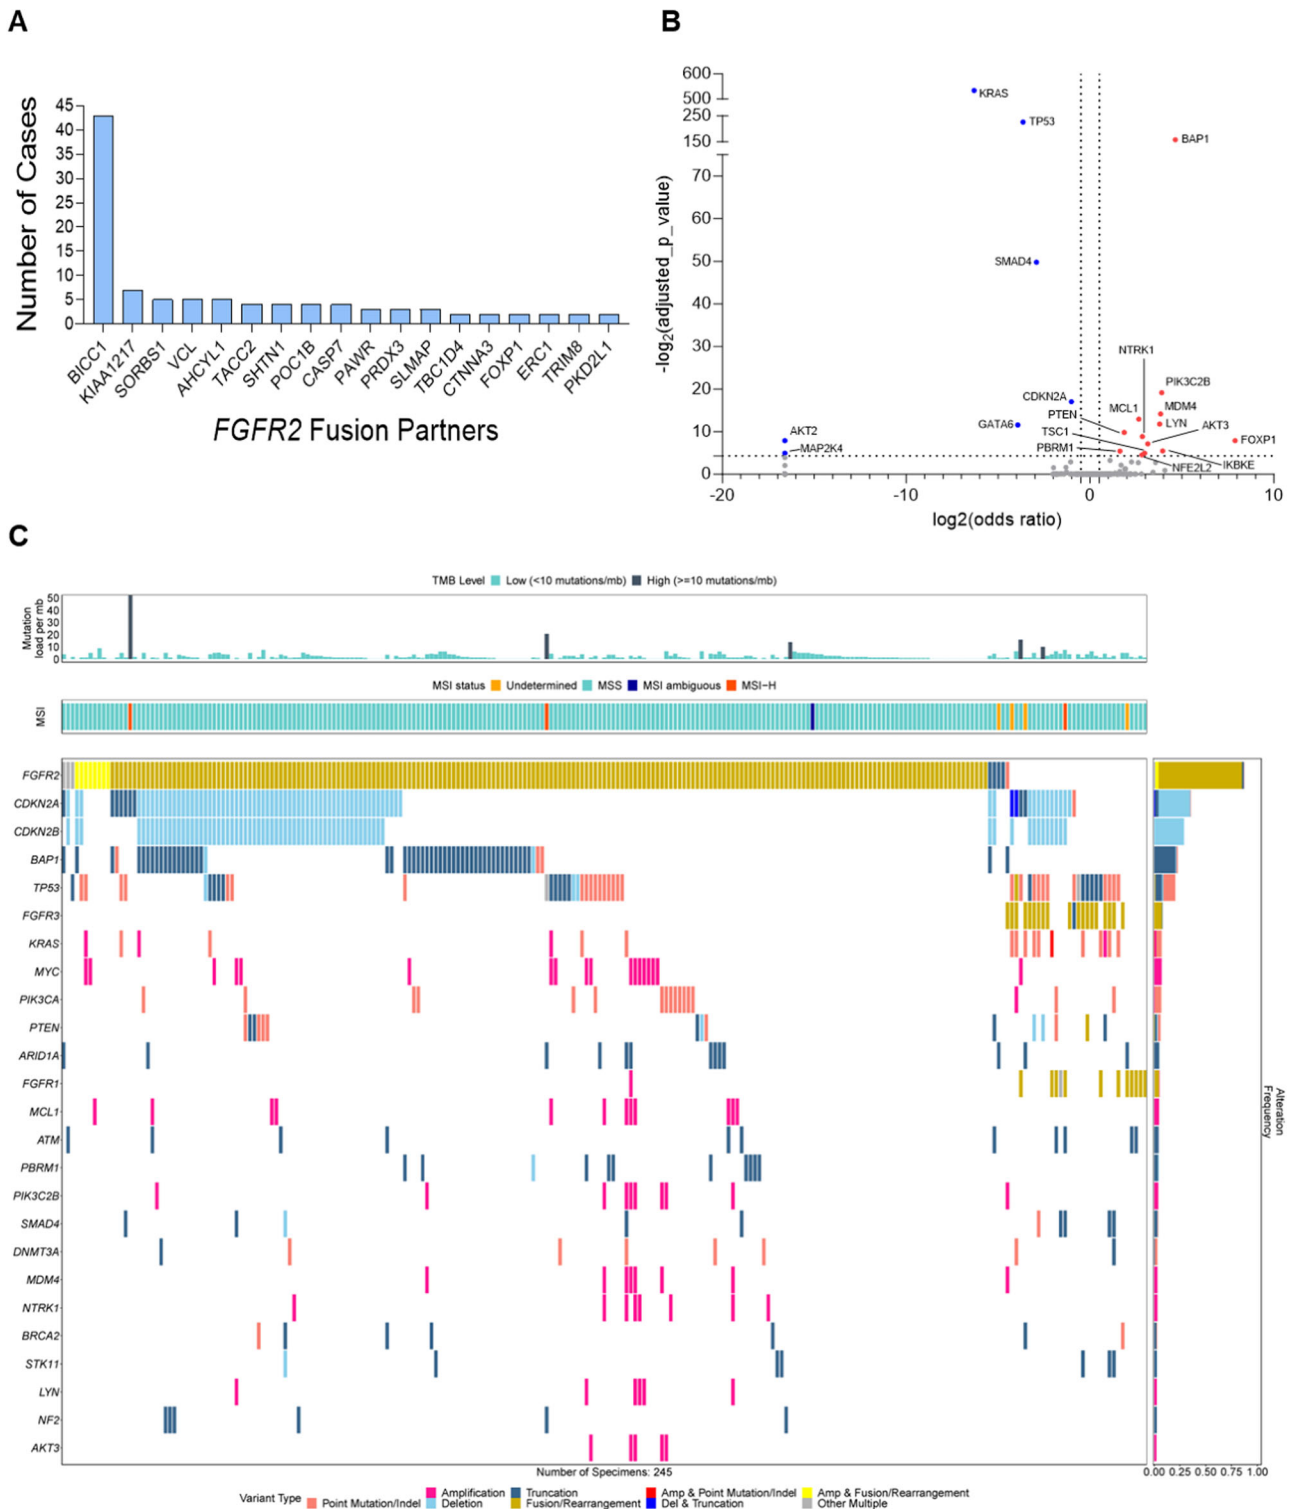 A
Number of Cases
45
40
35
30
25
20
15
10
5
0
BICC1
KIAA1217
SORBS1
VCL
AHCYL1
TACC2
SHTN1
POC1B
CASP7
PAWR
PRDX3
SLMAP
TBC1D4
CTNNA3
FOXP1
ERC1
TRIM8
PKD2L1
FGFR2 Fusion Partners
B
-log2(adjusted_p_value)
600
500
250
150
70
60
50
40
30
20
10
0
KRAS
TP53
BAP1
SMAD4
NTRK1
PIK3C2B
CDKN2A
MCL1
MDM4
PTEN
GATA6
LYN
AKT3
TSC1
AKT2
FOXP1
MAP2K4
PBRM1
NFE2L2
IKBKE
-20
-10
0
10
log2(odds ratio)
C
TMB Level Low (<10 mutations/mb) High (>=10 mutations/mb)
Mutation
load per mb
50
40
30
20
10
0
MSI status Undetermined MSS MSI ambiguous MSI-H
MSI
FGFR2
CDKN2A
CDKN2B
BAP1
TP53
FGFR3
KRAS
MYC
PIK3CA
PTEN
ARID1A
FGFR1
MCL1
ATM
PBRM1
PIK3C2B
SMAD4
DNMT3A
MDM4
NTRK1
BRCA2
STK11
LYN
NF2
AKT3
Alteration
Frequency
Number of Specimens: 245
0.00 0.25 0.50 0.75 1.00
Variant Type Point Mutation/Indel
Amplification Truncation Amp & Point Mutation/Indel Amp & Fusion/Rearrangement
Deletion Fusion/Rearrangement Del & Truncation Other Multiple